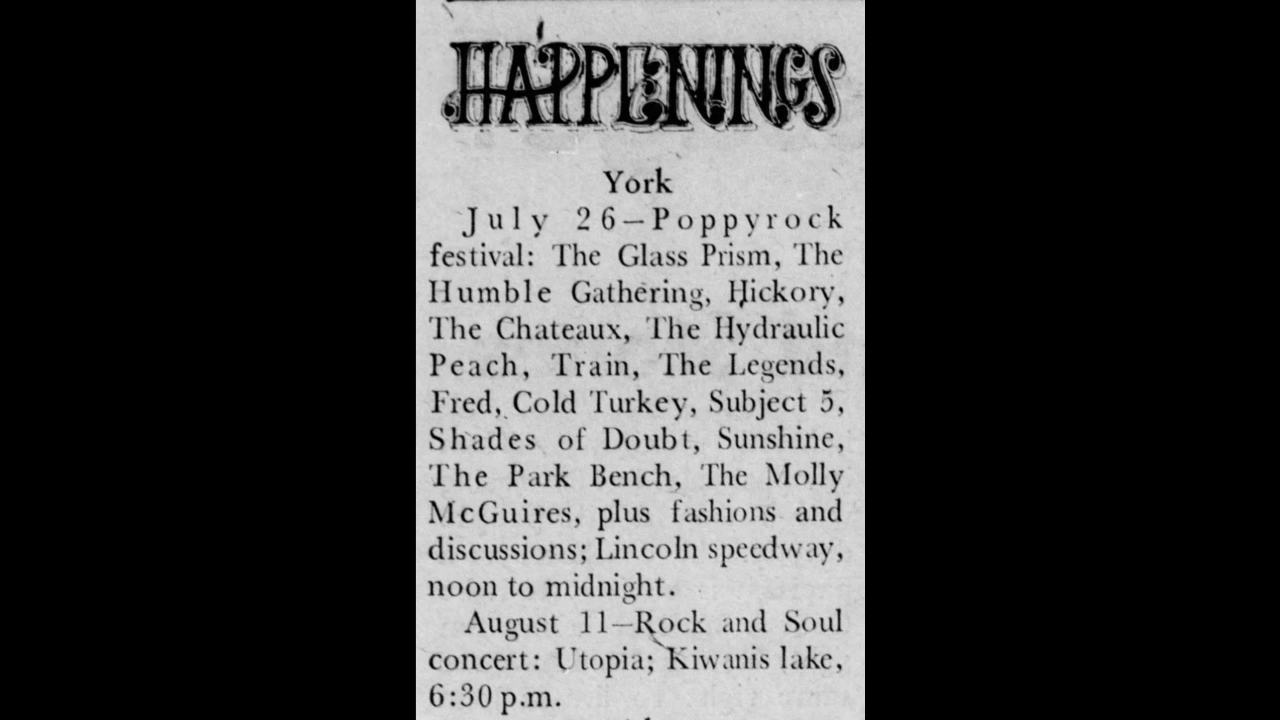 HAPPENINGS
York
July 26—Poppyrock
festival: The Glass Prism, The
Humble Gathering, Hickory,
The Chateaux, The Hydraulic
Peach, Train, The Legends,
Fred, Cold Turkey, Subject 5,
Shades of Doubt, Sunshine,
The Park Bench, The Molly
McGuires, plus fashions and
discussions; Lincoln speedway,
noon to midnight.
August 11—Rock and Soul
concert: Utopia; Kiwanis lake,
6:30 p.m.